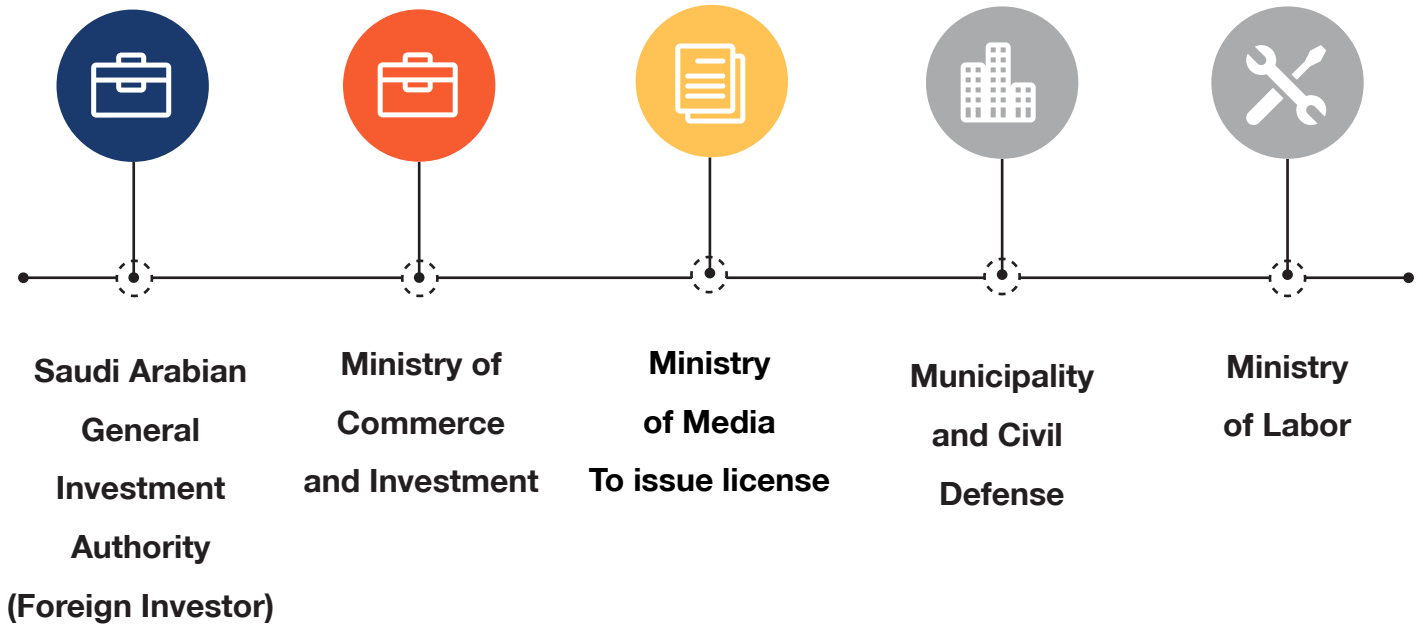 Saudi Arabian
General
Investment
Authority
(Foreign Investor)
Ministry of
Commerce
and Investment
Ministry
of Media
To issue license
Municipality
and Civil
Defense
Ministry
of Labor